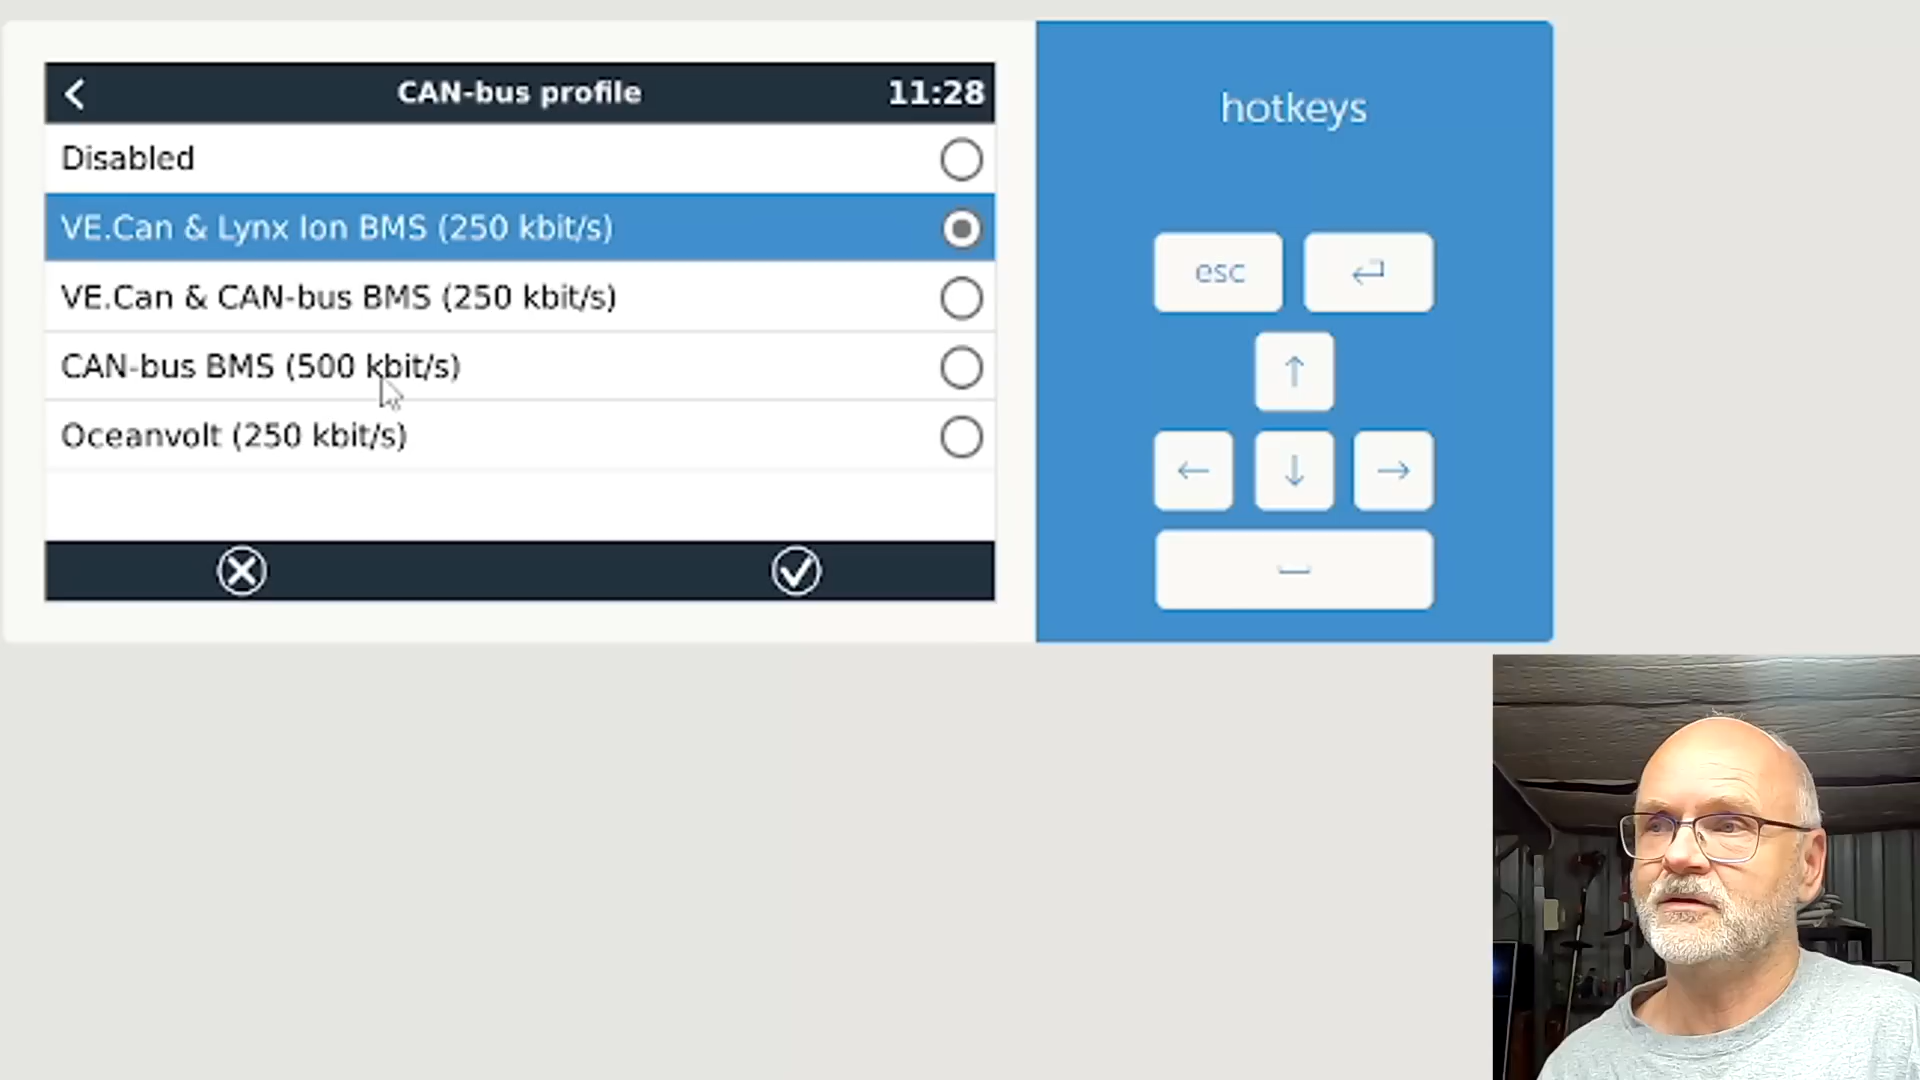 CAN-bus profile 11:28
Disabled
VE.Can & Lynx Ion BMS (250 kbit/s)
VE.Can & CAN-bus BMS (250 kbit/s)
CAN-bus BMS (500 kbit/s)
Oceanvolt (250 kbit/s)
hotkeys
esc